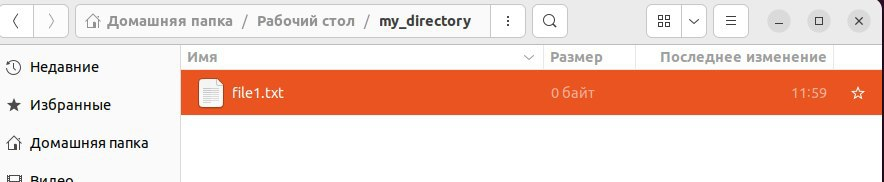 Домашняя папка / Рабочий стол / my_directory
Недавние
Избранные
Домашняя папка
Видео
Имя Размер Последнее изменение
file1.txt 0 байт 11:59